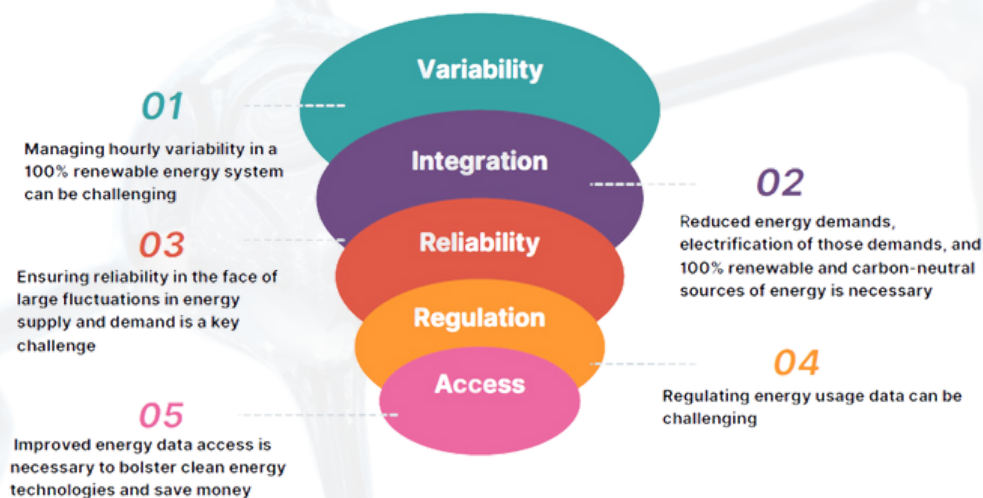 Variability
01
Managing hourly variability in a
100% renewable energy system
can be challenging
Integration
02
Reduced energy demands,
electrification of those demands, and
100% renewable and carbon-neutral
sources of energy is necessary
03
Reliability
Ensuring reliability in the face of
large fluctuations in energy
supply and demand is a key
challenge
Regulation
04
Regulating energy usage data can be
challenging
Access
05
Improved energy data access is
necessary to bolster clean energy
technologies and save money